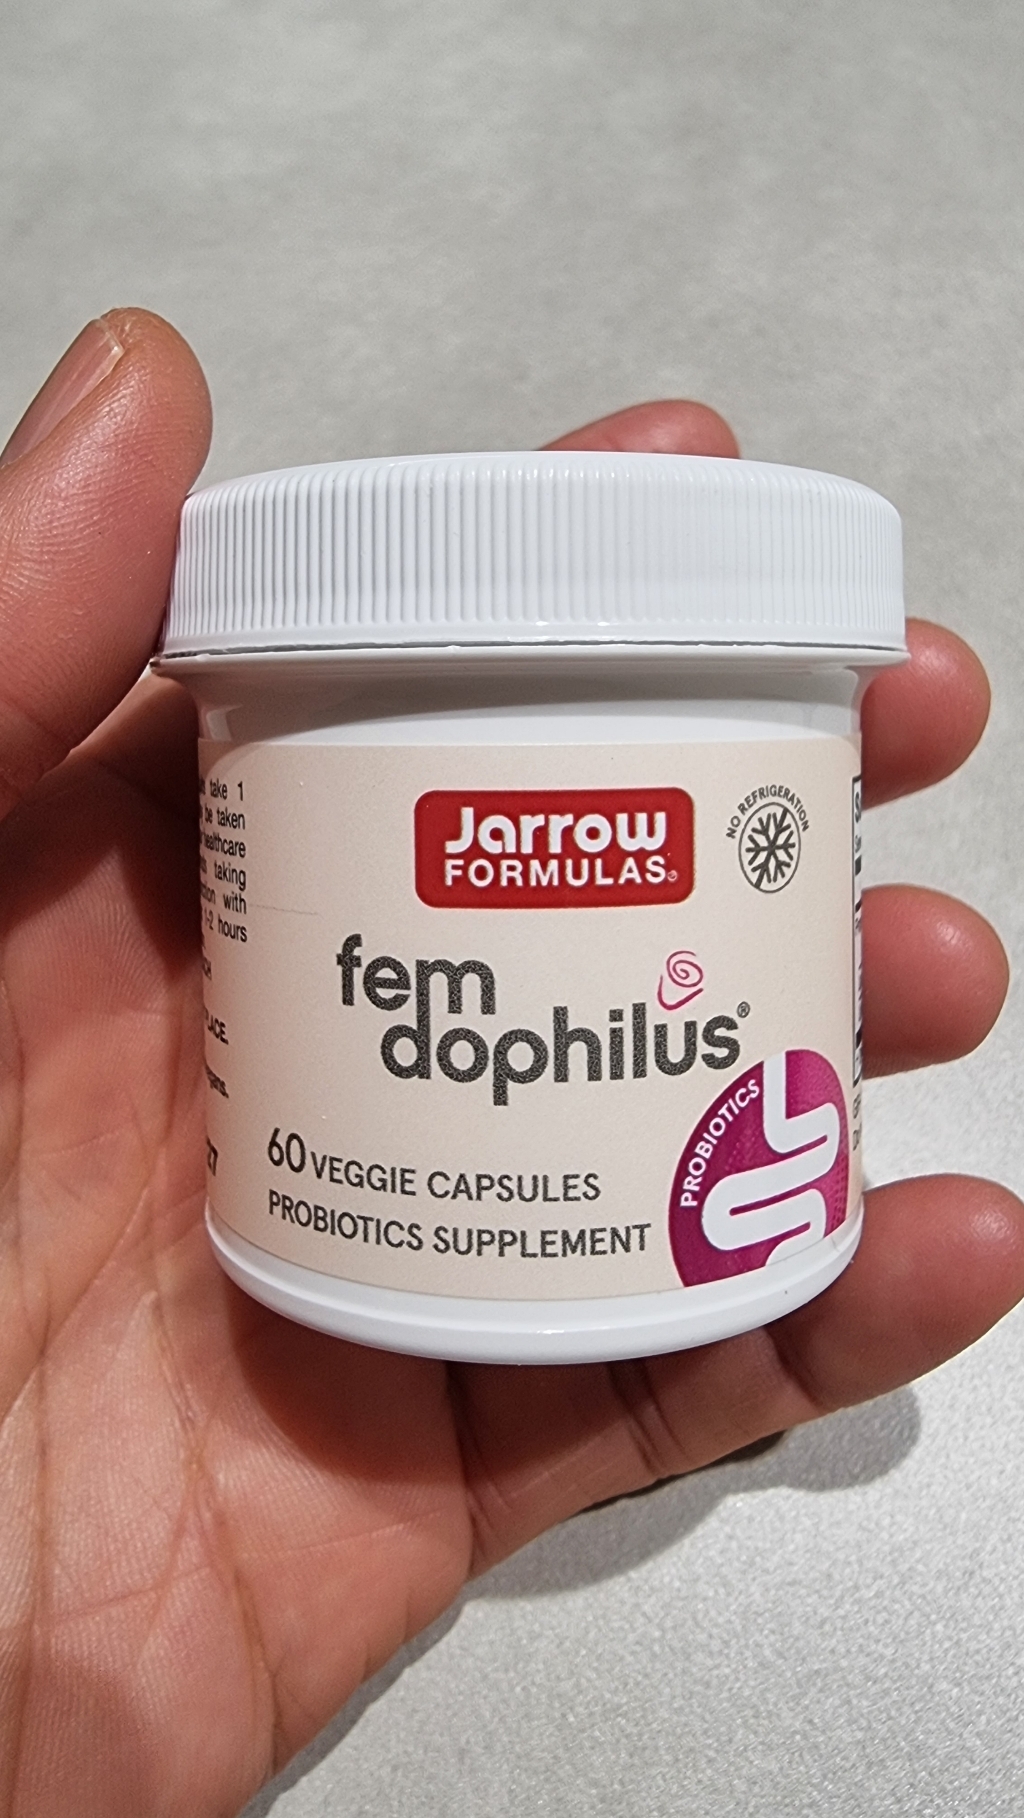 take 1
be taken
healthcare
taking
with
1-2 hours
Jarrow
FORMULAS
NO REFRIGERATION
fem
dophilus®
60 VEGGIE CAPSULES
PROBIOTICS SUPPLEMENT
PROBIOTICS